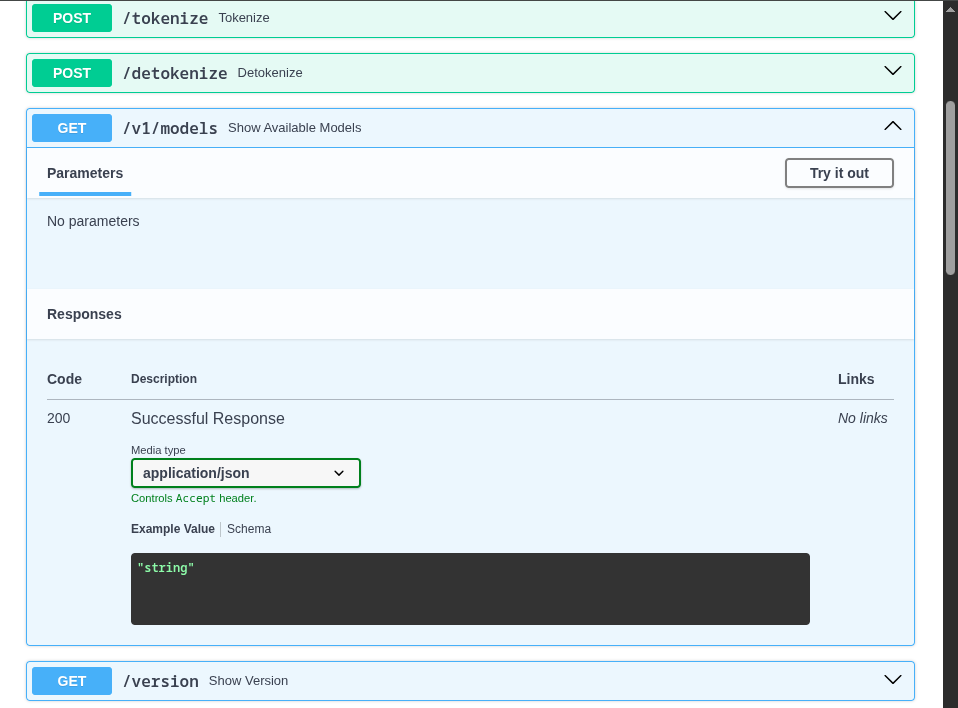 POST /tokenize Tokenize
POST /detokenize Detokenize
GET /v1/models Show Available Models
Parameters Try it out
No parameters
Responses
Code Description Links
200 Successful Response No links
Media type
application/json
Controls Accept header.
Example Value Schema
"string"
GET /version Show Version